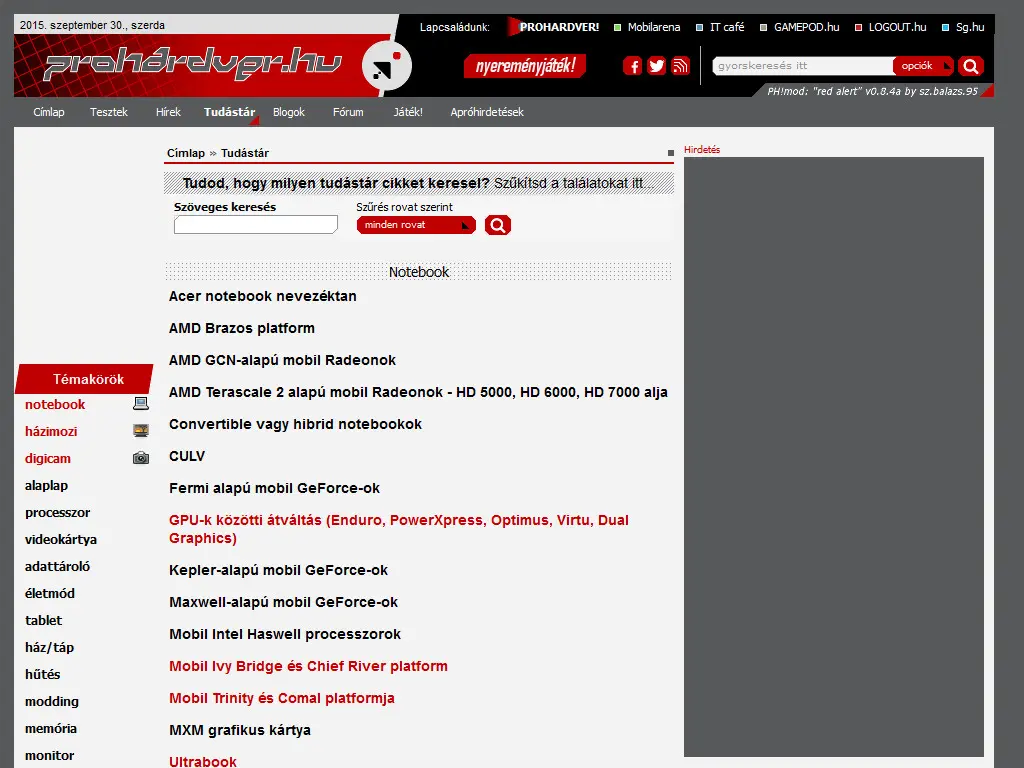 2015. szeptember 30., szerda
Lapcsaládunk: PROHARDVER! Mobilarena IT café GAMEPOD.hu LOGOUT.hu Sg.hu
prohardver.hu
nyereményjáték!
gyorskeresés itt
opciók
PH!mod: "red alert" v0.8.4a by sz.balazs.95
Címlap Tesztek Hírek Tudástár Blogok Fórum Játék! Apróhirdetések
Címlap » Tudástár
Hirdetés
Tudod, hogy milyen tudástár cikket keresel? Szűkítsd a találatokat itt...
Szöveges keresés Szűrés rovat szerint
minden rovat
Notebook
Acer notebook nevezéktan
AMD Brazos platform
AMD GCN-alapú mobil Radeonok
AMD Terascale 2 alapú mobil Radeonok - HD 5000, HD 6000, HD 7000 alja
Convertible vagy hibrid notebookok
CULV
Fermi alapú mobil GeForce-ok
GPU-k közötti átváltás (Enduro, PowerXpress, Optimus, Virtu, Dual
Graphics)
Kepler-alapú mobil GeForce-ok
Maxwell-alapú mobil GeForce-ok
Mobil Intel Haswell processzorok
Mobil Ivy Bridge és Chief River platform
Mobil Trinity és Comal platformja
MXM grafikus kártya
Ultrabook
Témakörök
notebook
házimozi
digicam
alaplap
processzor
videokártya
adattároló
életmód
tablet
ház/táp
hűtés
modding
memória
monitor